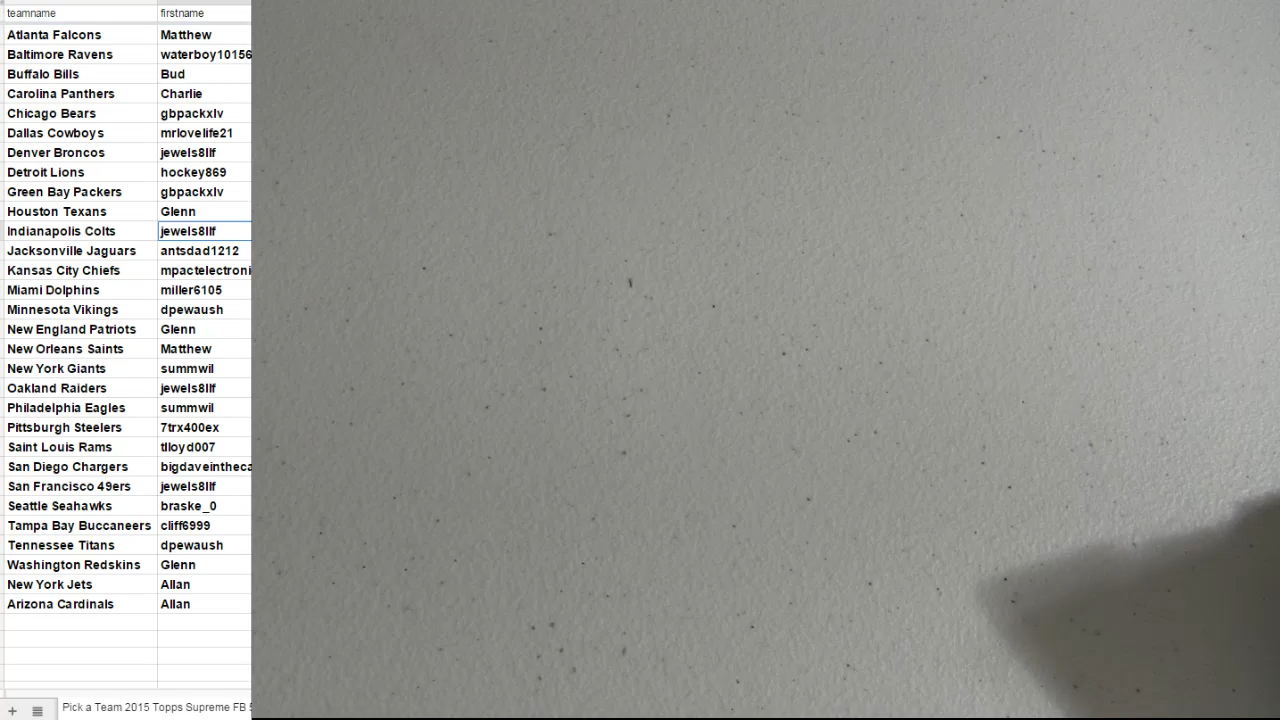 teamname firstname
Atlanta Falcons Matthew
Baltimore Ravens waterboy10156
Buffalo Bills Bud
Carolina Panthers Charlie
Chicago Bears gbpackxlv
Dallas Cowboys mrlovelife21
Denver Broncos jewels8llf
Detroit Lions hockey869
Green Bay Packers gbpackxlv
Houston Texans Glenn
Indianapolis Colts jewels8llf
Jacksonville Jaguars antsdad1212
Kansas City Chiefs mpactelectroni
Miami Dolphins miller6105
Minnesota Vikings dpewaush
New England Patriots Glenn
New Orleans Saints Matthew
New York Giants summwil
Oakland Raiders jewels8llf
Philadelphia Eagles summwil
Pittsburgh Steelers 7trx400ex
Saint Louis Rams tlloyd007
San Diego Chargers bigdaveintheca
San Francisco 49ers jewels8llf
Seattle Seahawks braske_0
Tampa Bay Buccaneers cliff6999
Tennessee Titans dpewaush
Washington Redskins Glenn
New York Jets Allan
Arizona Cardinals Allan
Pick a Team 2015 Topps Supreme FB 5